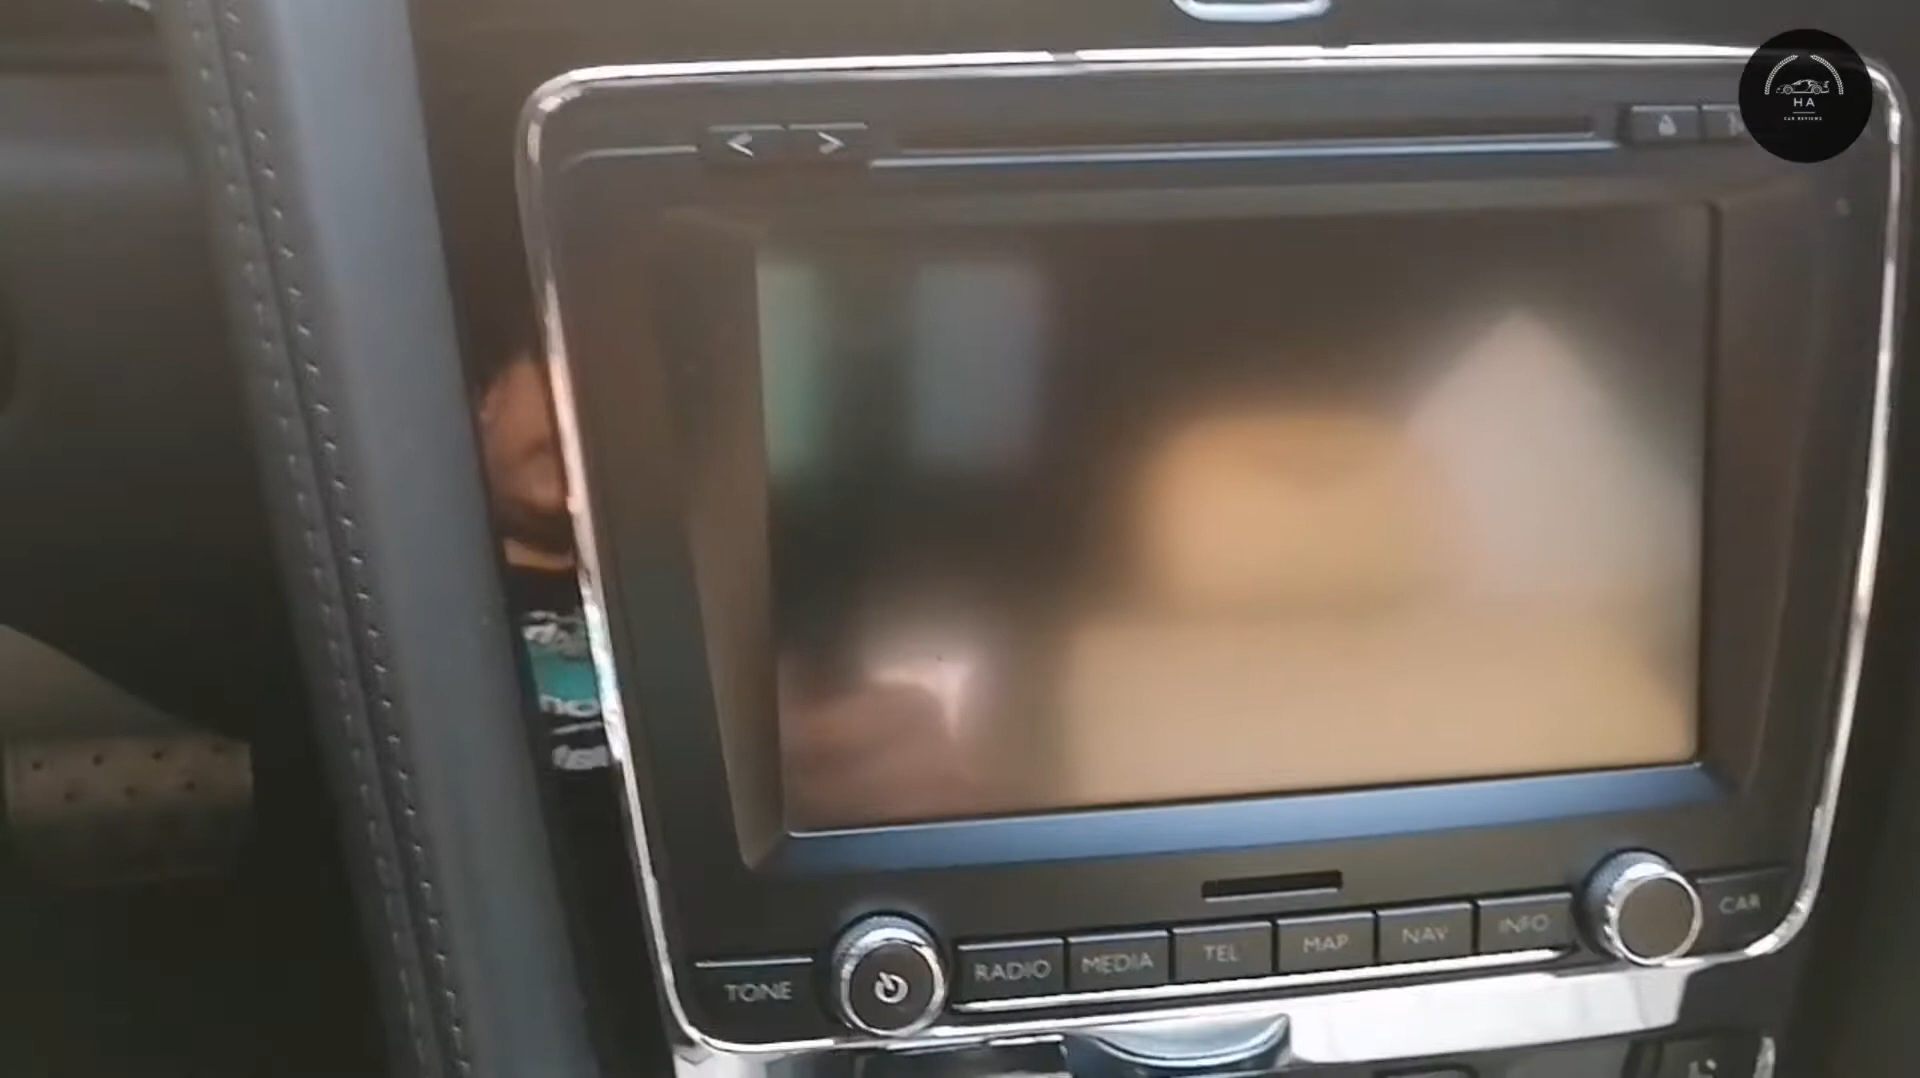 < >
HA
CAR REVIEWS
TONE
RADIO
MEDIA
TEL
MAP
NAV
INFO
CAR